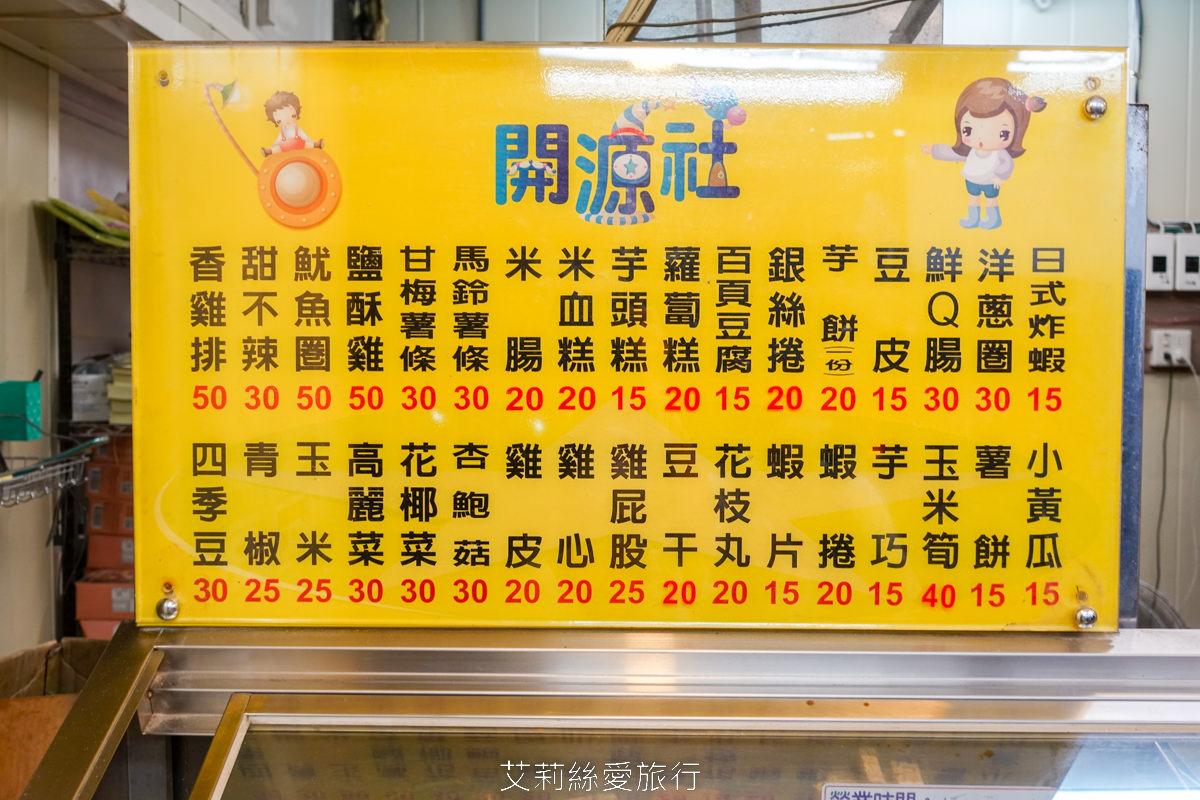 開源社
香雞排 50
甜不辣 30
魷魚圈 50
鹽酥雞 50
甘梅薯條 30
馬鈴薯條 30
米腸 20
米血糕 20
芋頭糕 15
蘿蔔糕 20
百頁豆腐 15
銀絲捲 20
芋餅(一份) 20
豆皮 15
鮮Q腸 30
洋蔥圈 30
日式炸蝦 15
四季豆 30
青椒 25
玉米 25
高麗菜 30
花椰菜 30
杏鮑菇 30
雞皮 20
雞心 20
雞屁股 25
豆干 20
花枝丸 20
蝦片 15
蝦捲 20
芋巧 15
玉米筍 40
薯餅 15
小黃瓜 15
艾莉絲愛旅行
營業時間